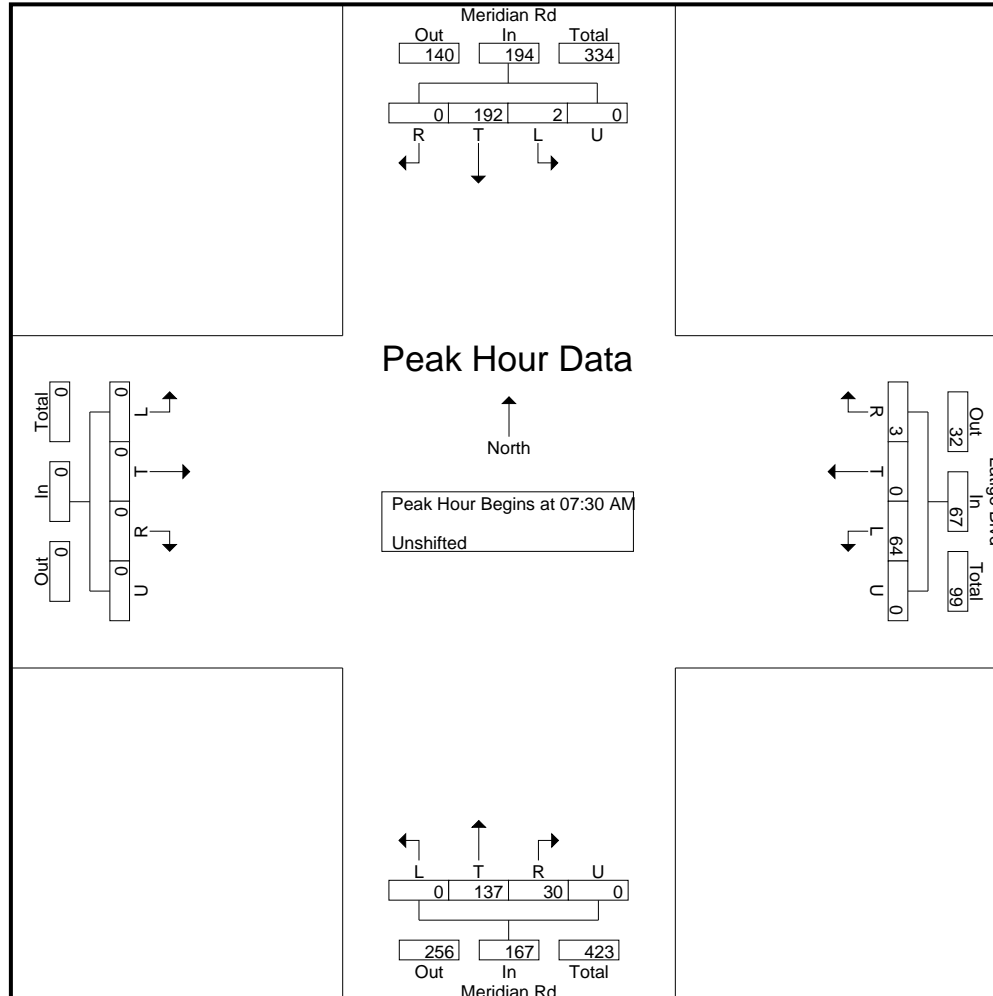 Meridian Rd
Out In Total
140 194 334
0 192 2 0
R T L U
Peak Hour Data
North
Peak Hour Begins at 07:30 AM
Unshifted
Total In Out
0 0 0
0 0 0 0
L T R U
R T L U
3 0 64 0
Out In Total
32 67 99
L T R U
0 137 30 0
256 167 423
Out In Total
Meridian Rd